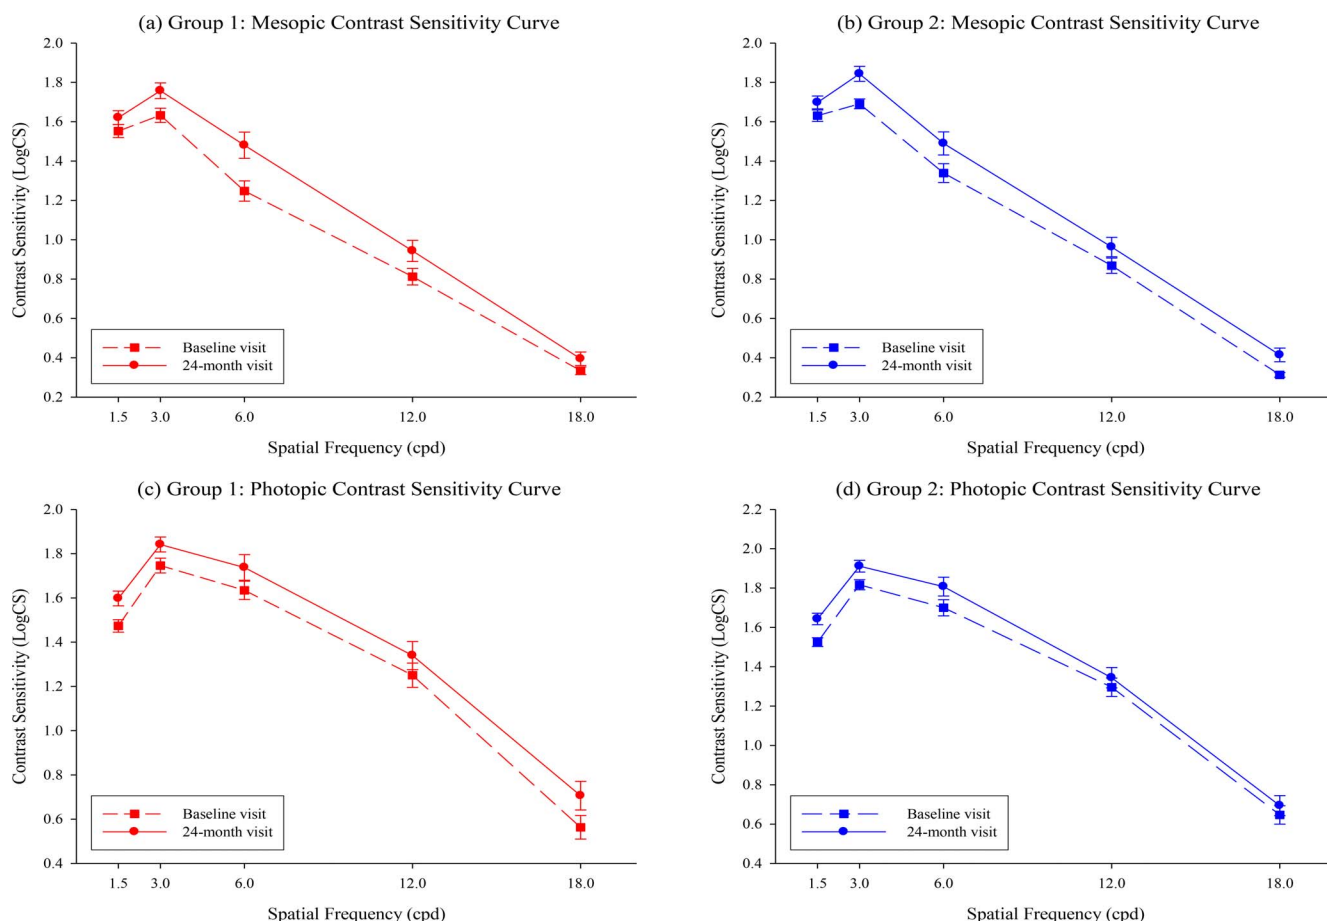 (a) Group 1: Mesopic Contrast Sensitivity Curve
Contrast Sensitivity (LogCS)
2.0
1.8
1.6
1.4
1.2
1.0
0.8
0.6
0.4
0.2
Baseline visit
24-month visit
1.5 3.0 6.0 12.0 18.0
Spatial Frequency (cpd)
(b) Group 2: Mesopic Contrast Sensitivity Curve
Contrast Sensitivity (LogCS)
2.0
1.8
1.6
1.4
1.2
1.0
0.8
0.6
0.4
0.2
Baseline visit
24-month visit
1.5 3.0 6.0 12.0 18.0
Spatial Frequency (cpd)
(c) Group 1: Photopic Contrast Sensitivity Curve
Contrast Sensitivity (LogCS)
2.0
1.8
1.6
1.4
1.2
1.0
0.8
0.6
0.4
Baseline visit
24-month visit
1.5 3.0 6.0 12.0 18.0
Spatial Frequency (cpd)
(d) Group 2: Photopic Contrast Sensitivity Curve
Contrast Sensitivity (LogCS)
2.2
2.0
1.8
1.6
1.4
1.2
1.0
0.8
0.6
0.4
Baseline visit
24-month visit
1.5 3.0 6.0 12.0 18.0
Spatial Frequency (cpd)